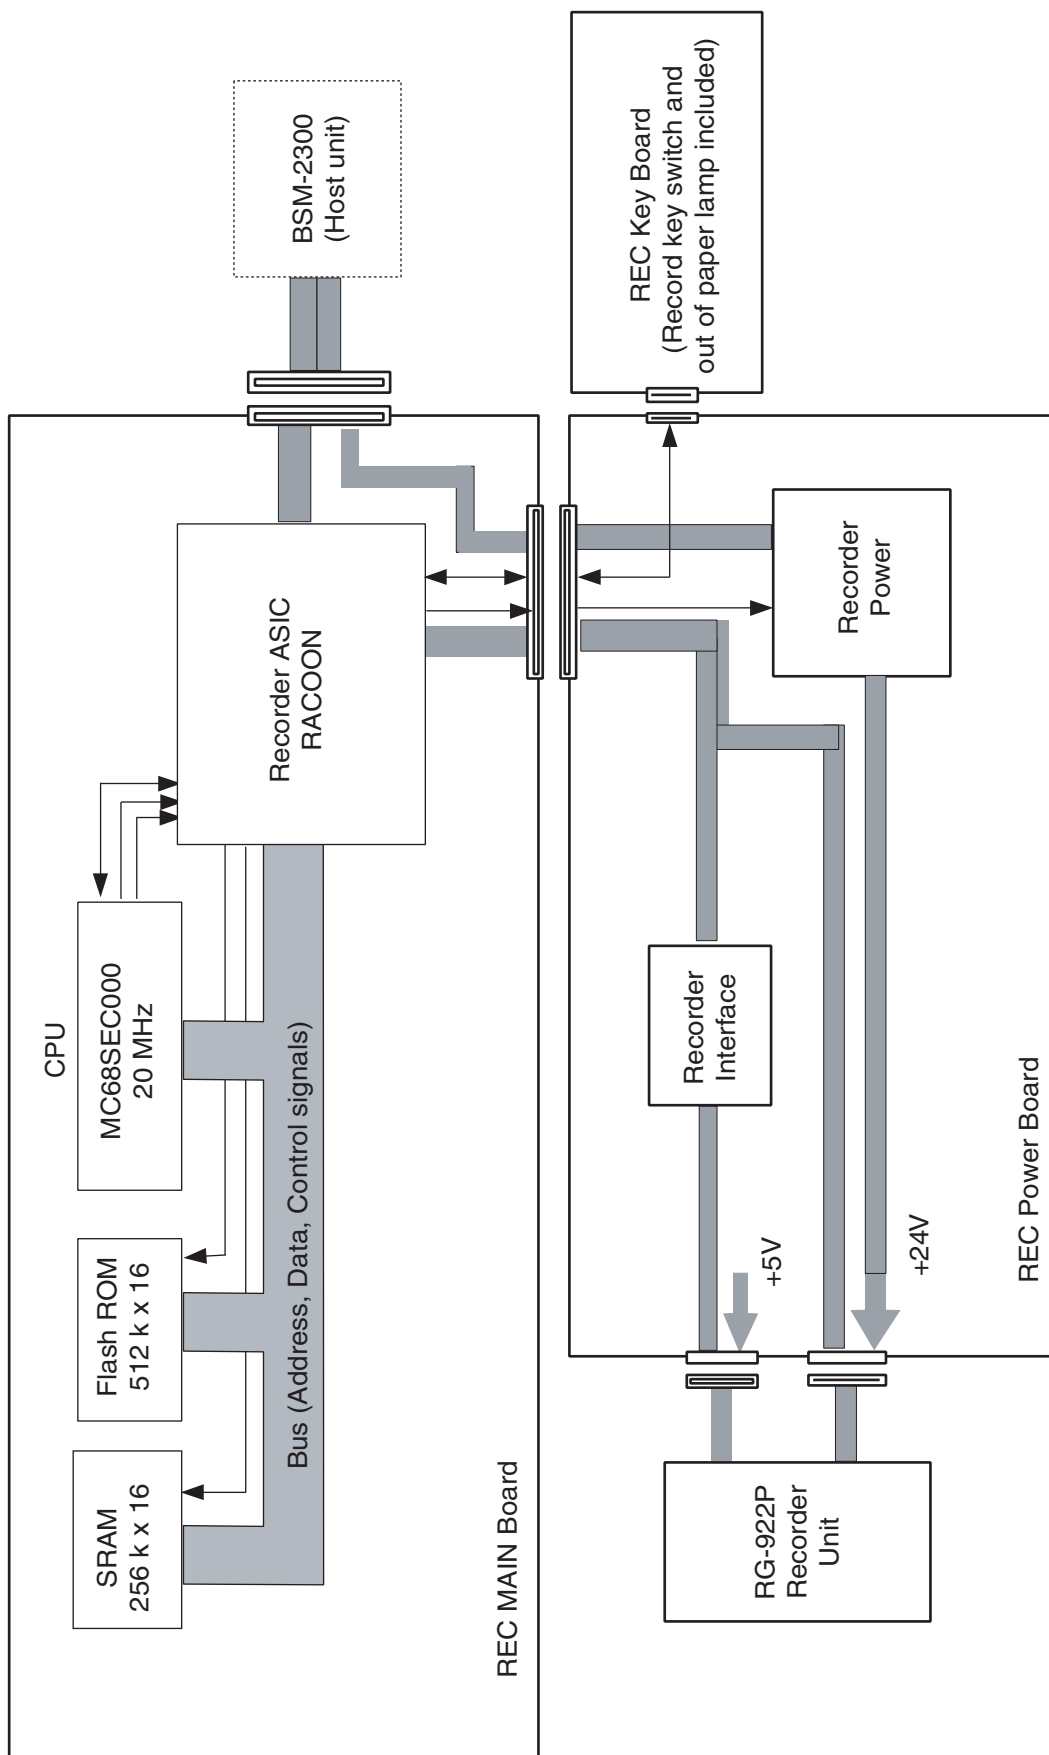 CPU
SRAM
256 k x 16
Flash ROM
512 k x 16
MC68SEC000
20 MHz
Bus (Address, Data, Control signals)
Recorder ASIC
RACOON
BSM-2300
(Host unit)
REC MAIN Board
REC Key Board
(Record key switch and
out of paper lamp included)
RG-922P
Recorder
Unit
Recorder
Interface
Recorder
Power
+5V
+24V
REC Power Board